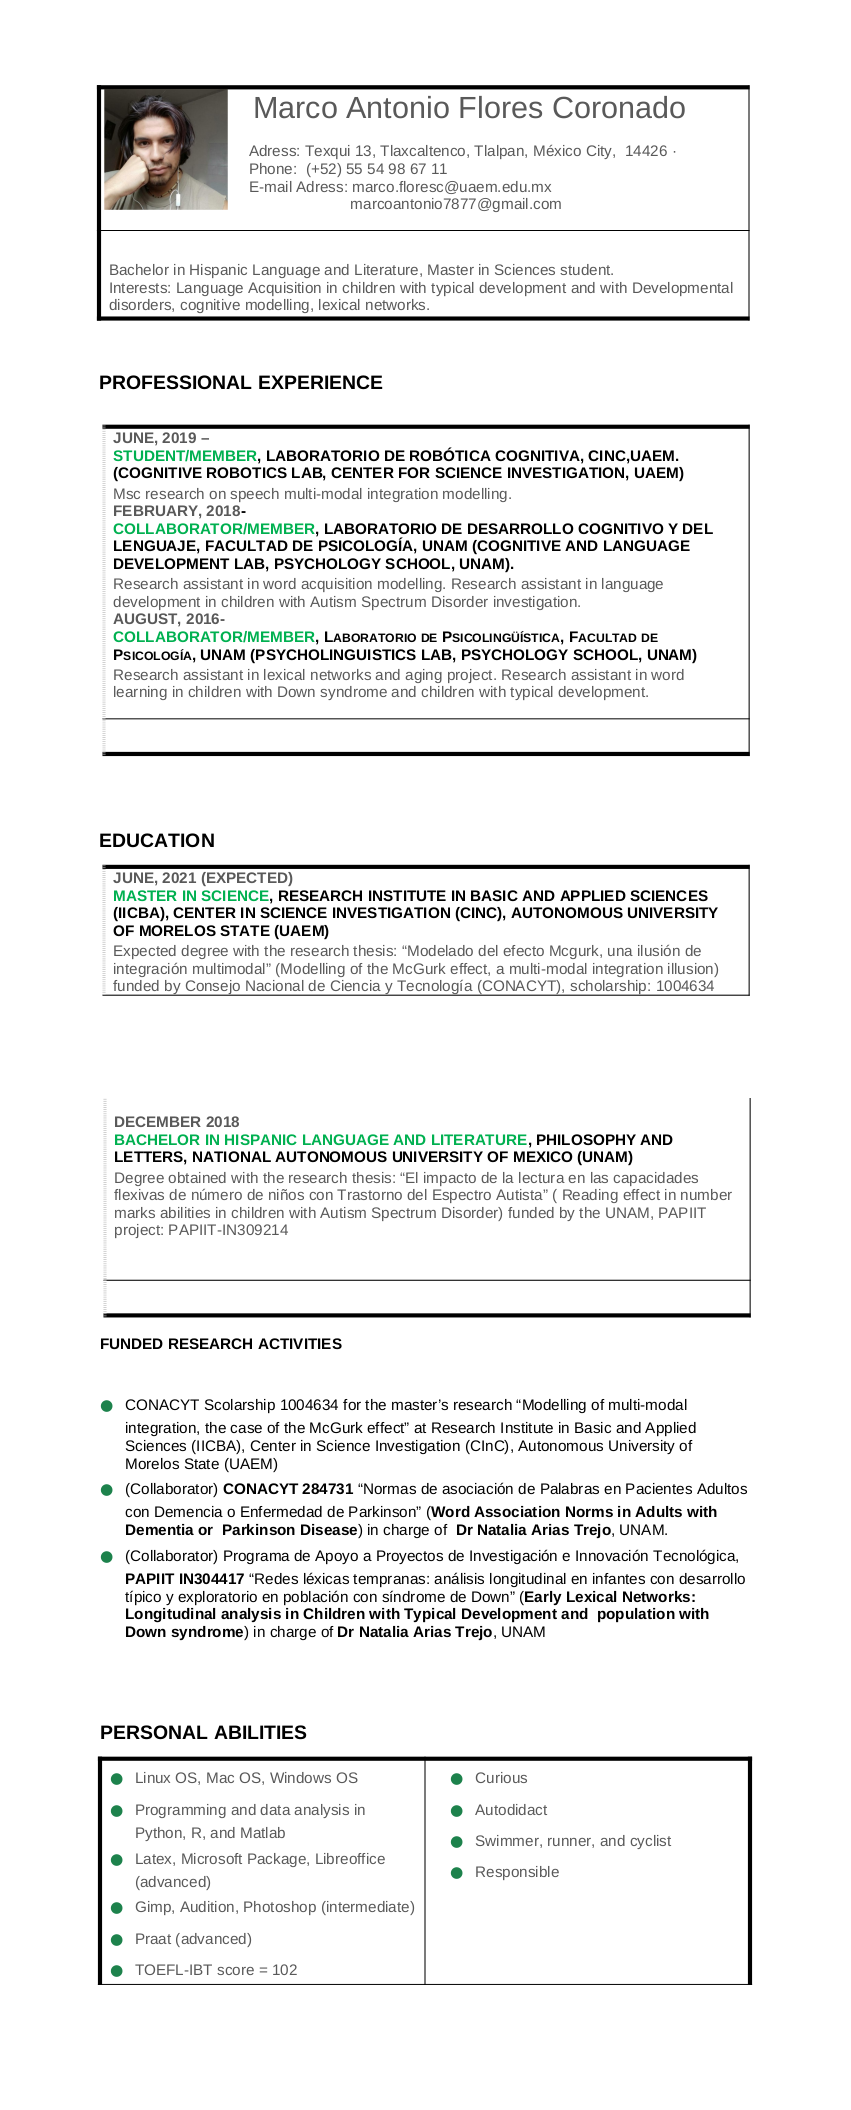 Marco Antonio Flores Coronado
Adress: Texqui 13, Tlaxcaltenco, Tlalpan, México City,  14426 ·
Phone:  (+52) 55 54 98 67 11
E-mail Adress: marco.floresc@uaem.edu.mx
marcoantonio7877@gmail.com
Bachelor in Hispanic Language and Literature, Master in Sciences student.
Interests: Language Acquisition in children with typical development and with Developmental
disorders, cognitive modelling, lexical networks.
PROFESSIONAL EXPERIENCE
JUNE, 2019 –
STUDENT/MEMBER, LABORATORIO DE ROBÓTICA COGNITIVA, CINC,UAEM.
(COGNITIVE ROBOTICS LAB, CENTER FOR SCIENCE INVESTIGATION, UAEM)
Msc research on speech multi-modal integration modelling.
FEBRUARY, 2018-
COLLABORATOR/MEMBER, LABORATORIO DE DESARROLLO COGNITIVO Y DEL
LENGUAJE, FACULTAD DE PSICOLOGÍA, UNAM (COGNITIVE AND LANGUAGE
DEVELOPMENT LAB, PSYCHOLOGY SCHOOL, UNAM).
Research assistant in word acquisition modelling. Research assistant in language
development in children with Autism Spectrum Disorder investigation.
AUGUST, 2016-
COLLABORATOR/MEMBER, Laboratorio de Psicolingüística, Facultad de
Psicología, UNAM (PSYCHOLINGUISTICS LAB, PSYCHOLOGY SCHOOL, UNAM)
Research assistant in lexical networks and aging project. Research assistant in word
learning in children with Down syndrome and children with typical development.
EDUCATION
JUNE, 2021 (EXPECTED)
MASTER IN SCIENCE, RESEARCH INSTITUTE IN BASIC AND APPLIED SCIENCES
(IICBA), CENTER IN SCIENCE INVESTIGATION (CINC), AUTONOMOUS UNIVERSITY
OF MORELOS STATE (UAEM)
Expected degree with the research thesis: “Modelado del efecto Mcgurk, una ilusión de
integración multimodal” (Modelling of the McGurk effect, a multi-modal integration illusion)
funded by Consejo Nacional de Ciencia y Tecnología (CONACYT), scholarship: 1004634
DECEMBER 2018
BACHELOR IN HISPANIC LANGUAGE AND LITERATURE, PHILOSOPHY AND
LETTERS, NATIONAL AUTONOMOUS UNIVERSITY OF MEXICO (UNAM)
Degree obtained with the research thesis: “El impacto de la lectura en las capacidades
flexivas de número de niños con Trastorno del Espectro Autista” ( Reading effect in number
marks abilities in children with Autism Spectrum Disorder) funded by the UNAM, PAPIIT
project: PAPIIT-IN309214
FUNDED RESEARCH ACTIVITIES
● CONACYT Scolarship 1004634 for the master’s research “Modelling of multi-modal
integration, the case of the McGurk effect” at Research Institute in Basic and Applied
Sciences (IICBA), Center in Science Investigation (CInC), Autonomous University of
Morelos State (UAEM)
● (Collaborator) CONACYT 284731 “Normas de asociación de Palabras en Pacientes Adultos
con Demencia o Enfermedad de Parkinson” (Word Association Norms in Adults with
Dementia or  Parkinson Disease) in charge of  Dr Natalia Arias Trejo, UNAM.
● (Collaborator) Programa de Apoyo a Proyectos de Investigación e Innovación Tecnológica,
PAPIIT IN304417 “Redes léxicas tempranas: análisis longitudinal en infantes con desarrollo
típico y exploratorio en población con síndrome de Down” (Early Lexical Networks:
Longitudinal analysis in Children with Typical Development and  population with
Down syndrome) in charge of Dr Natalia Arias Trejo, UNAM
PERSONAL ABILITIES
● Linux OS, Mac OS, Windows OS
● Programming and data analysis in
Python, R, and Matlab
● Latex, Microsoft Package, Libreoffice
(advanced)
● Gimp, Audition, Photoshop (intermediate)
● Praat (advanced)
● TOEFL-IBT score = 102
● Curious
● Autodidact
● Swimmer, runner, and cyclist
● Responsible